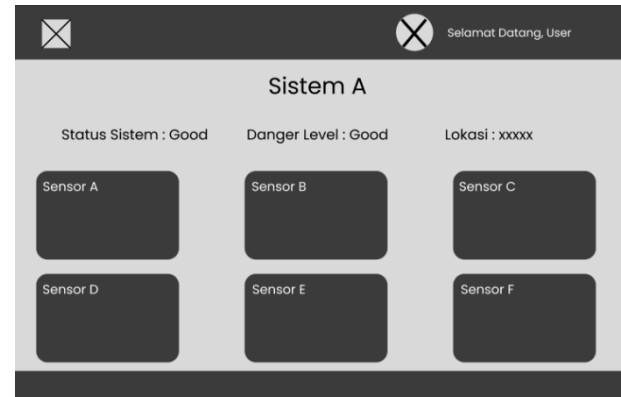 Selamat Datang, User
Sistem A
Status Sistem : Good
Danger Level : Good
Lokasi : xxxxx
Sensor A
Sensor B
Sensor C
Sensor D
Sensor E
Sensor F